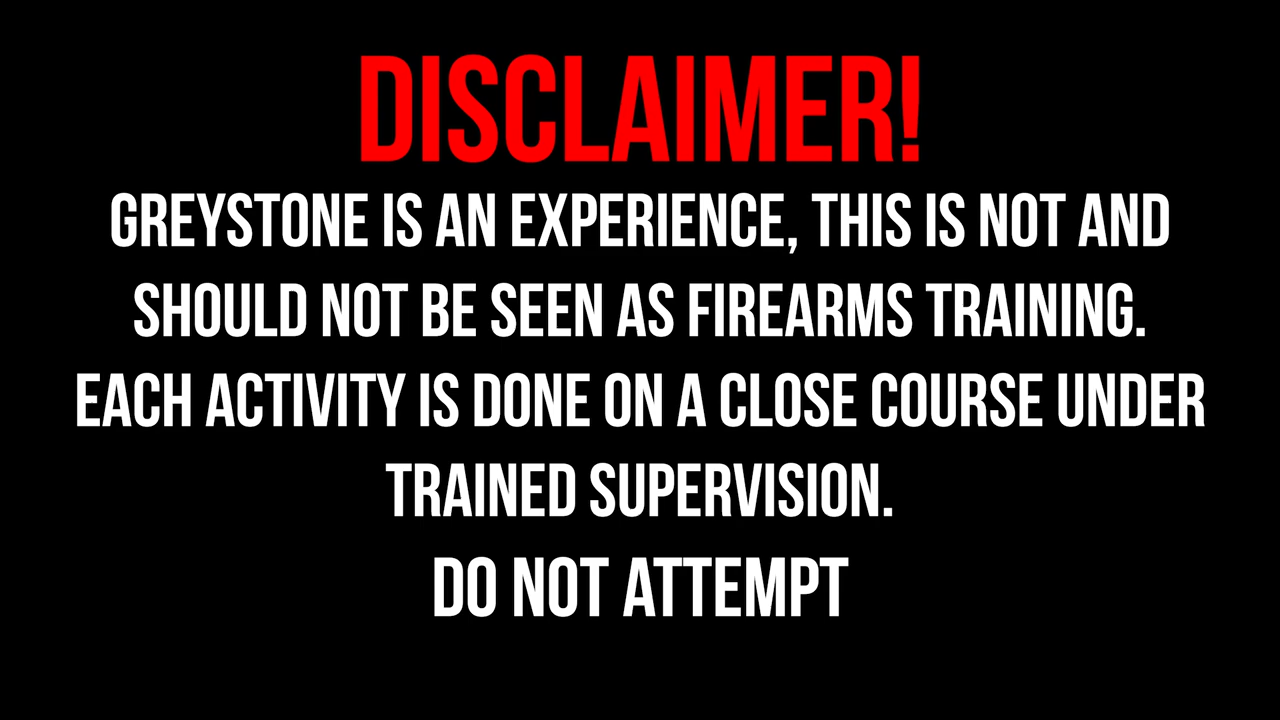 DISCLAIMER!
GREYSTONE IS AN EXPERIENCE, THIS IS NOT AND
SHOULD NOT BE SEEN AS FIREARMS TRAINING.
EACH ACTIVITY IS DONE ON A CLOSE COURSE UNDER
TRAINED SUPERVISION.
DO NOT ATTEMPT